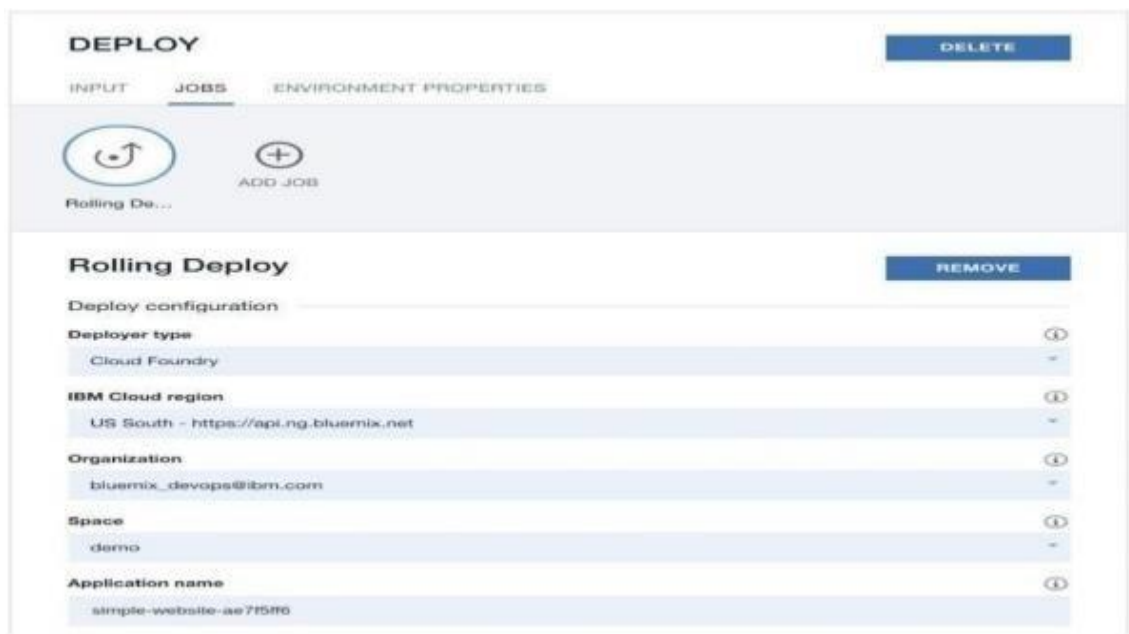 DEPLOY
DELETE
INPUT JOBS ENVIRONMENT PROPERTIES
ADD JOB
Rolling De...
Rolling Deploy
REMOVE
Deploy configuration
Deployer type
Cloud Foundry
IBM Cloud region
US South - https://api.ng.bluemix.net
Organization
bluemix_devops@ibm.com
Space
demo
Application name
simple-website-ae7f5ff6